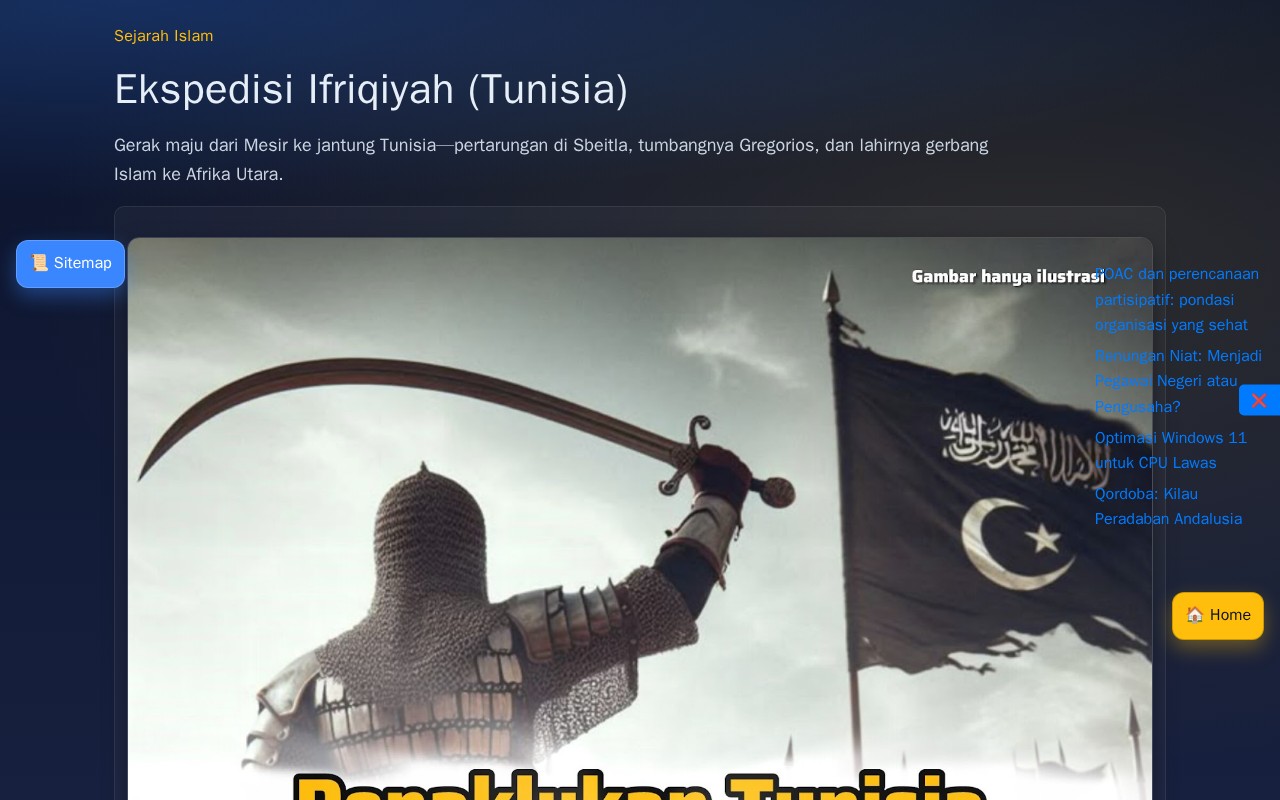 Sejarah Islam
Ekspedisi Ifriqiyah (Tunisia)
Gerak maju dari Mesir ke jantung Tunisia—pertarungan di Sbeitla, tumbangnya Gregorios, dan lahirnya gerbang
Islam ke Afrika Utara.
📜 Sitemap
Gambar hanya ilustrasi
POAC dan perencanaan
partisipatif: pondasi
organisasi yang sehat
Renungan Niat: Menjadi
Pegawai Negeri atau
Pengusaha?
❌
Optimasi Windows 11
untuk CPU Lawas
Qordoba: Kilau
Peradaban Andalusia
🏠 Home
Penaklukan Tunisia